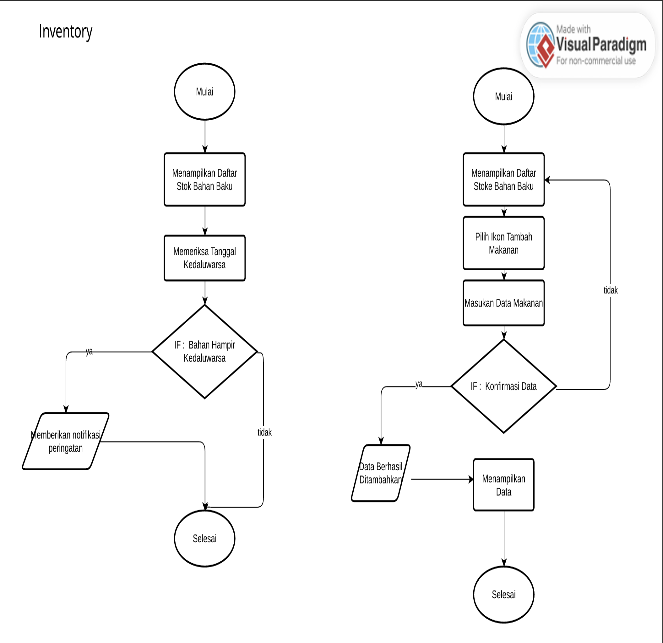 Inventory
Made with
Visual Paradigm
For non-commercial use
Mulai
Menampilkan Daftar
Stok Bahan Baku
Memeriksa Tanggal
Kedaluwarsa
IF : Bahan Hampir
Kedaluwarsa
ya
tidak
Memberikan notifikasi
peringatan
Selesai
Mulai
Menampilkan Daftar
Stoke Bahan Baku
Pilih Ikon Tambah
Makanan
Masukan Data Makanan
tidak
IF : Konfirmasi Data
ya
Data Berhasil
Ditambahkan
Menampilkan
Data
Selesai